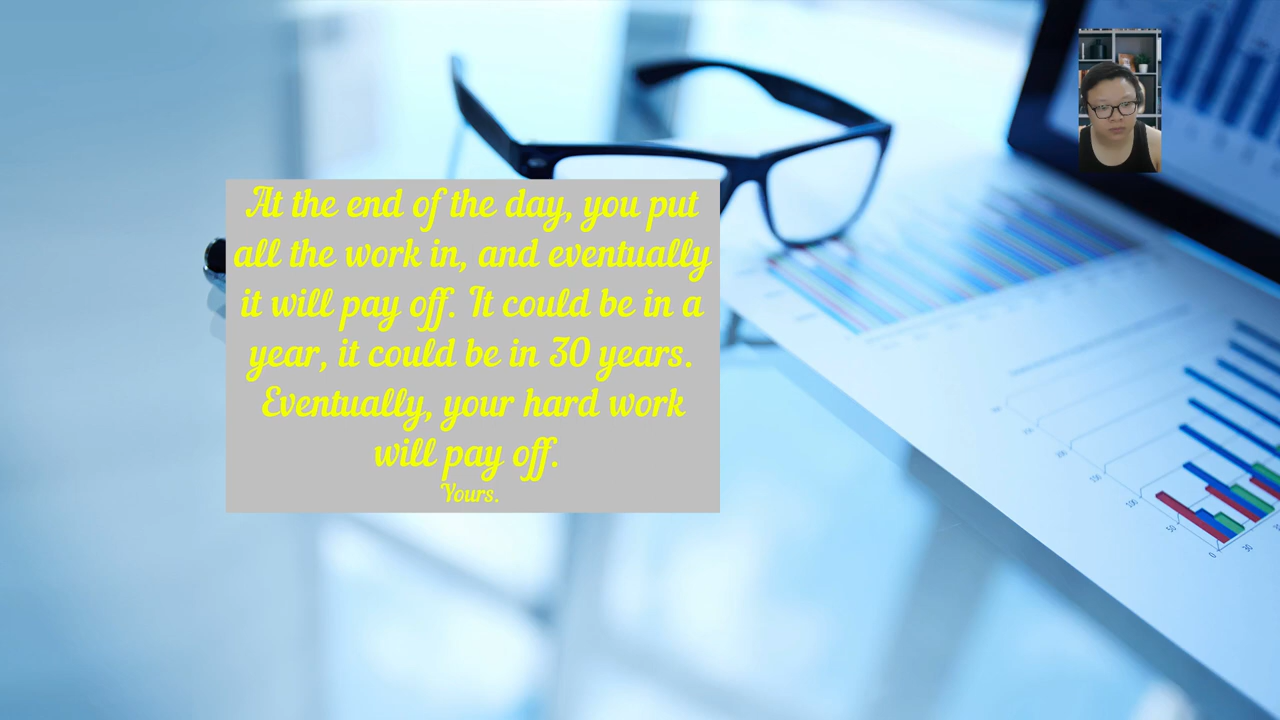 At the end of the day, you put
all the work in, and eventually
it will pay off. It could be in a
year, it could be in 30 years.
Eventually, your hard work
will pay off.
Yours.